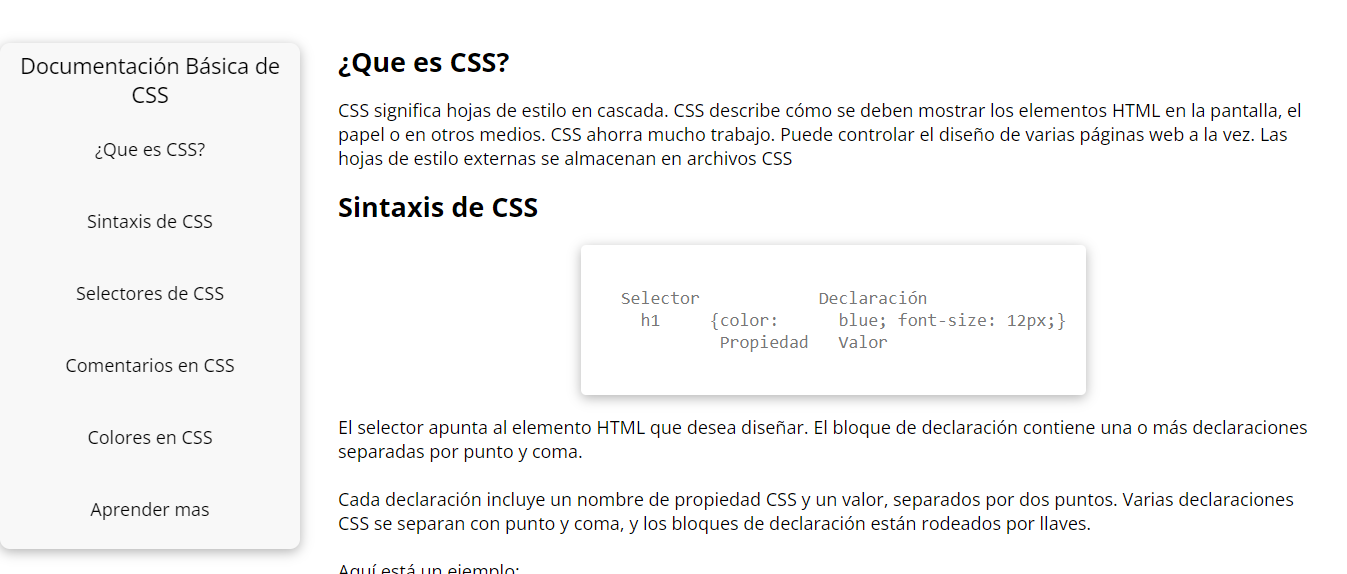 Documentación Básica de
CSS
¿Que es CSS?
Sintaxis de CSS
Selectores de CSS
Comentarios en CSS
Colores en CSS
Aprender mas
¿Que es CSS?
CSS significa hojas de estilo en cascada. CSS describe cómo se deben mostrar los elementos HTML en la pantalla, el
papel o en otros medios. CSS ahorra mucho trabajo. Puede controlar el diseño de varias páginas web a la vez. Las
hojas de estilo externas se almacenan en archivos CSS
Sintaxis de CSS
Selector            Declaración
h1     {color:      blue; font-size: 12px;}
Propiedad   Valor
El selector apunta al elemento HTML que desea diseñar. El bloque de declaración contiene una o más declaraciones
separadas por punto y coma.
Cada declaración incluye un nombre de propiedad CSS y un valor, separados por dos puntos. Varias declaraciones
CSS se separan con punto y coma, y los bloques de declaración están rodeados por llaves.
Aquí está un ejemplo: